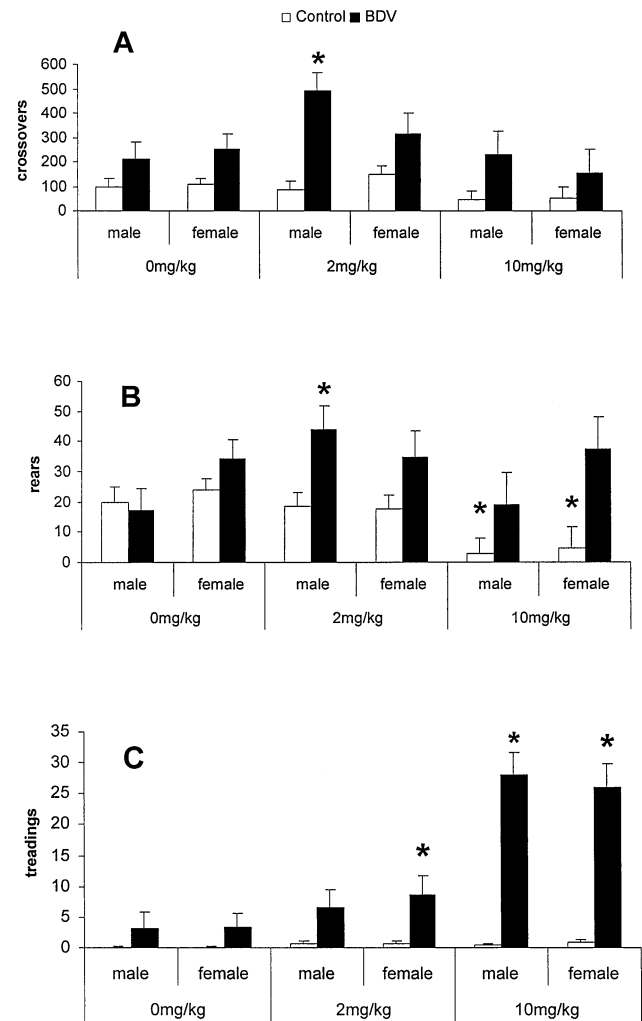 Control BDV
A
*
600
500
400
300
200
100
0
crossovers
male female male female male female
0mg/kg 2mg/kg 10mg/kg
B
*
* *
60
50
40
30
20
10
0
rears
male female male female male female
0mg/kg 2mg/kg 10mg/kg
C
* *
*
35
30
25
20
15
10
5
0
treadings
male female male female male female
0mg/kg 2mg/kg 10mg/kg